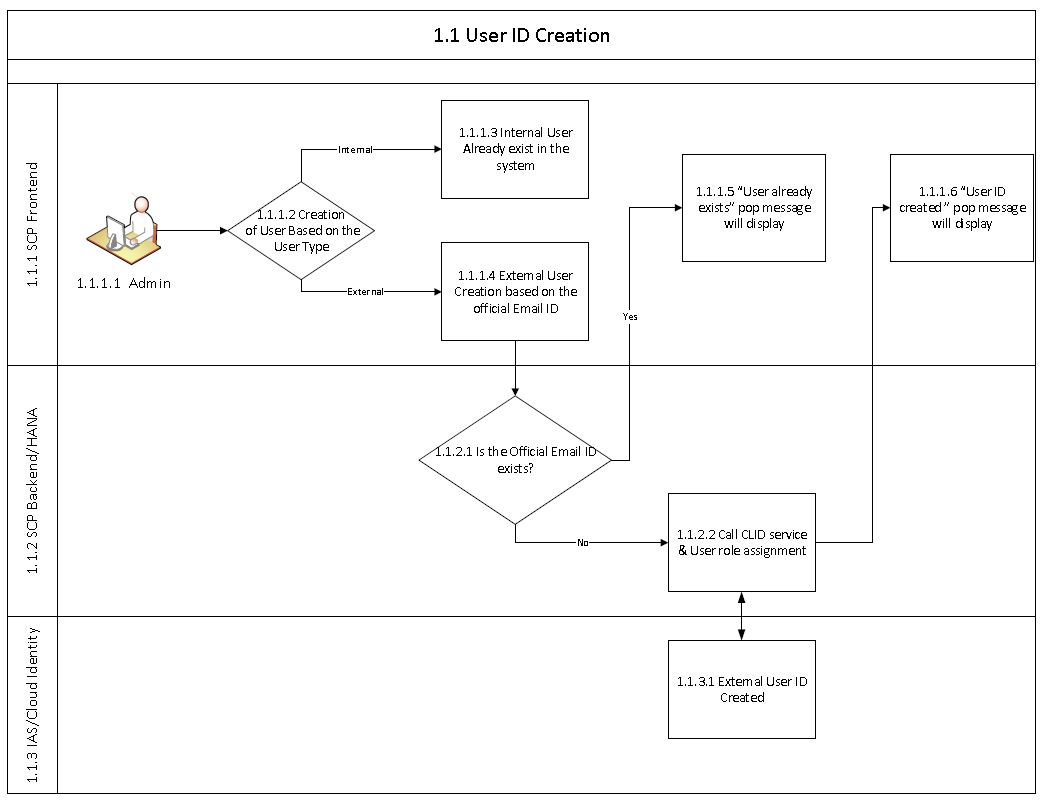 1.1 User ID Creation
1.1.1 SCP Frontend
1.1.1.1 Admin
1.1.1.2 Creation
of User Based on the
User Type
Internal
External
1.1.1.3 Internal User
Already exist in the
system
1.1.1.4 External User
Creation based on the
official Email ID
1.1.1.5 “User already
exists” pop message
will display
1.1.1.6 “User ID
created ” pop message
will display
Yes
1.1.2 SCP Backend/HANA
1.1.2.1 Is the Official Email ID
exists?
No
1.1.2.2 Call CLID service
& User role assignment
1.1.3 IAS/Cloud Identity
1.1.3.1 External User ID
Created